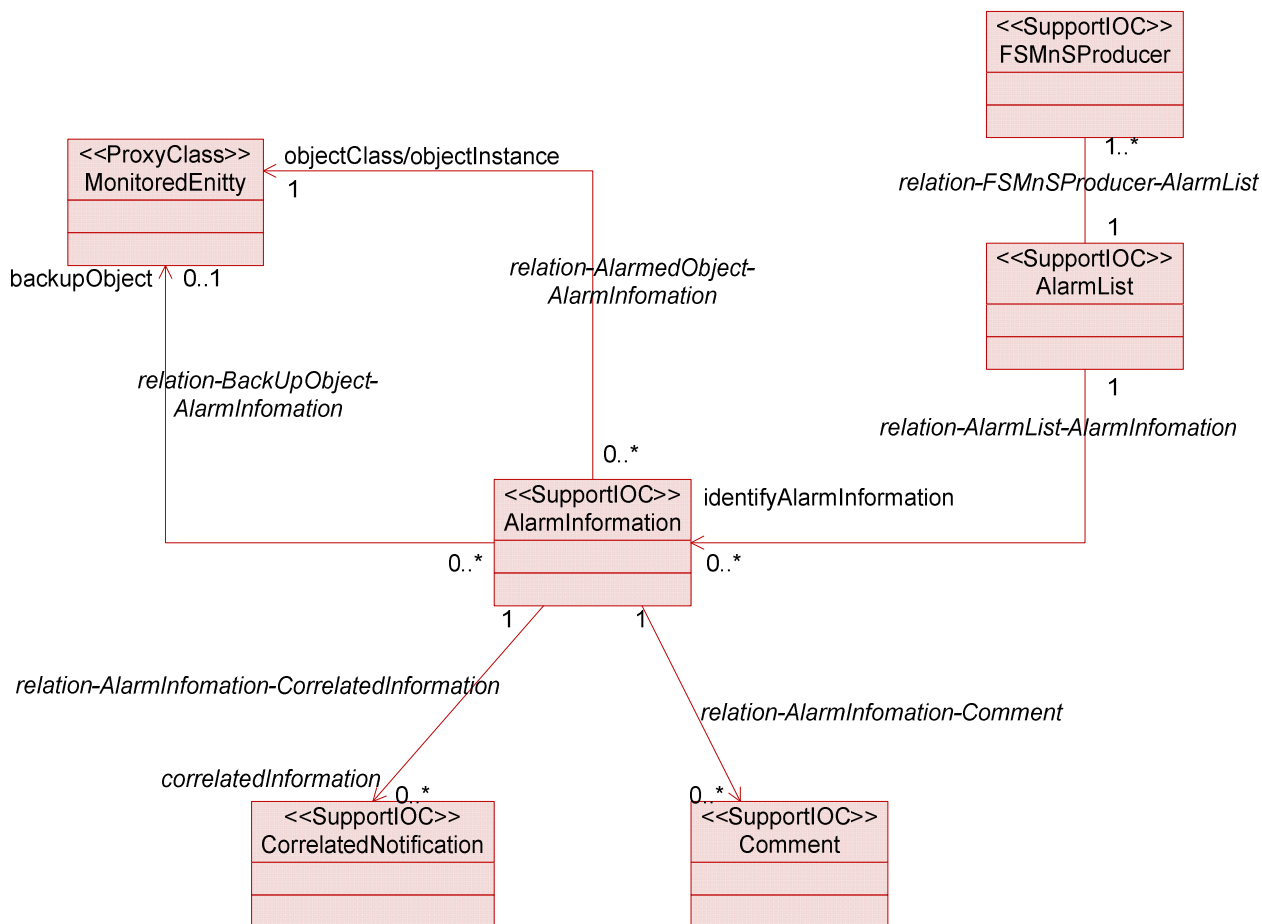 <<SupportIOC>>
FSMnSProducer
1..*
relation-FSMnSProducer-AlarmList
1
<<SupportIOC>>
AlarmList
1
relation-AlarmList-AlarmInfomation
<<ProxyClass>>
MonitoredEnitty
objectClass/objectInstance
1
backupObject
0..1
relation-AlarmedObject-
AlarmInfomation
relation-BackUpObject-
AlarmInfomation
0..*
<<SupportIOC>>
AlarmInformation
identifyAlarmInformation
0..*
0..*
1
1
relation-AlarmInfomation-CorrelatedInformation
relation-AlarmInfomation-Comment
correlatedInformation
0..*
0..*
<<SupportIOC>>
CorrelatedNotification
<<SupportIOC>>
Comment